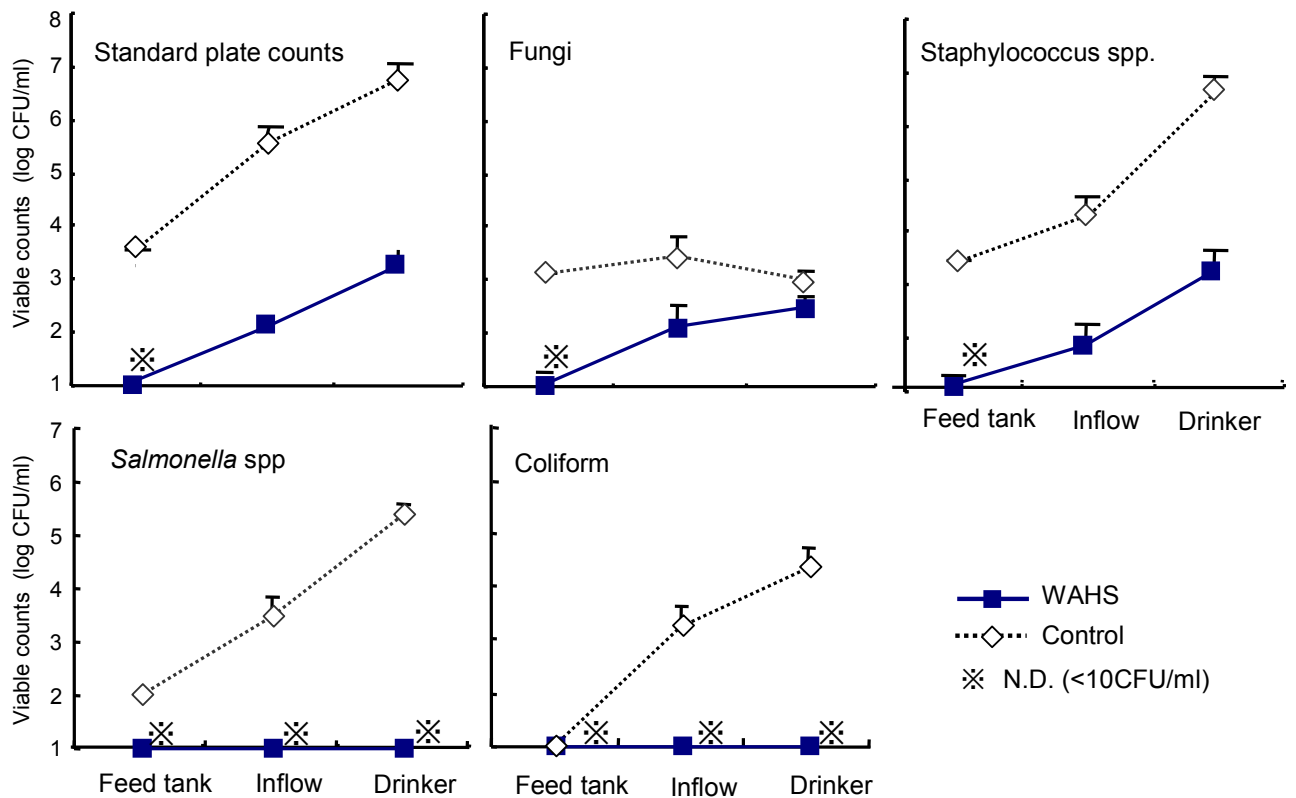 8
7
6
5
4
3
2
1
Viable counts (log CFU/ml)
Standard plate counts
Fungi
Staphylococcus spp.
Feed tank Inflow Drinker
7
6
5
4
3
2
1
Viable counts (log CFU/ml)
Salmonella spp
Coliform
Feed tank Inflow Drinker
Feed tank Inflow Drinker
WAHS
Control
N.D. (<10CFU/ml)